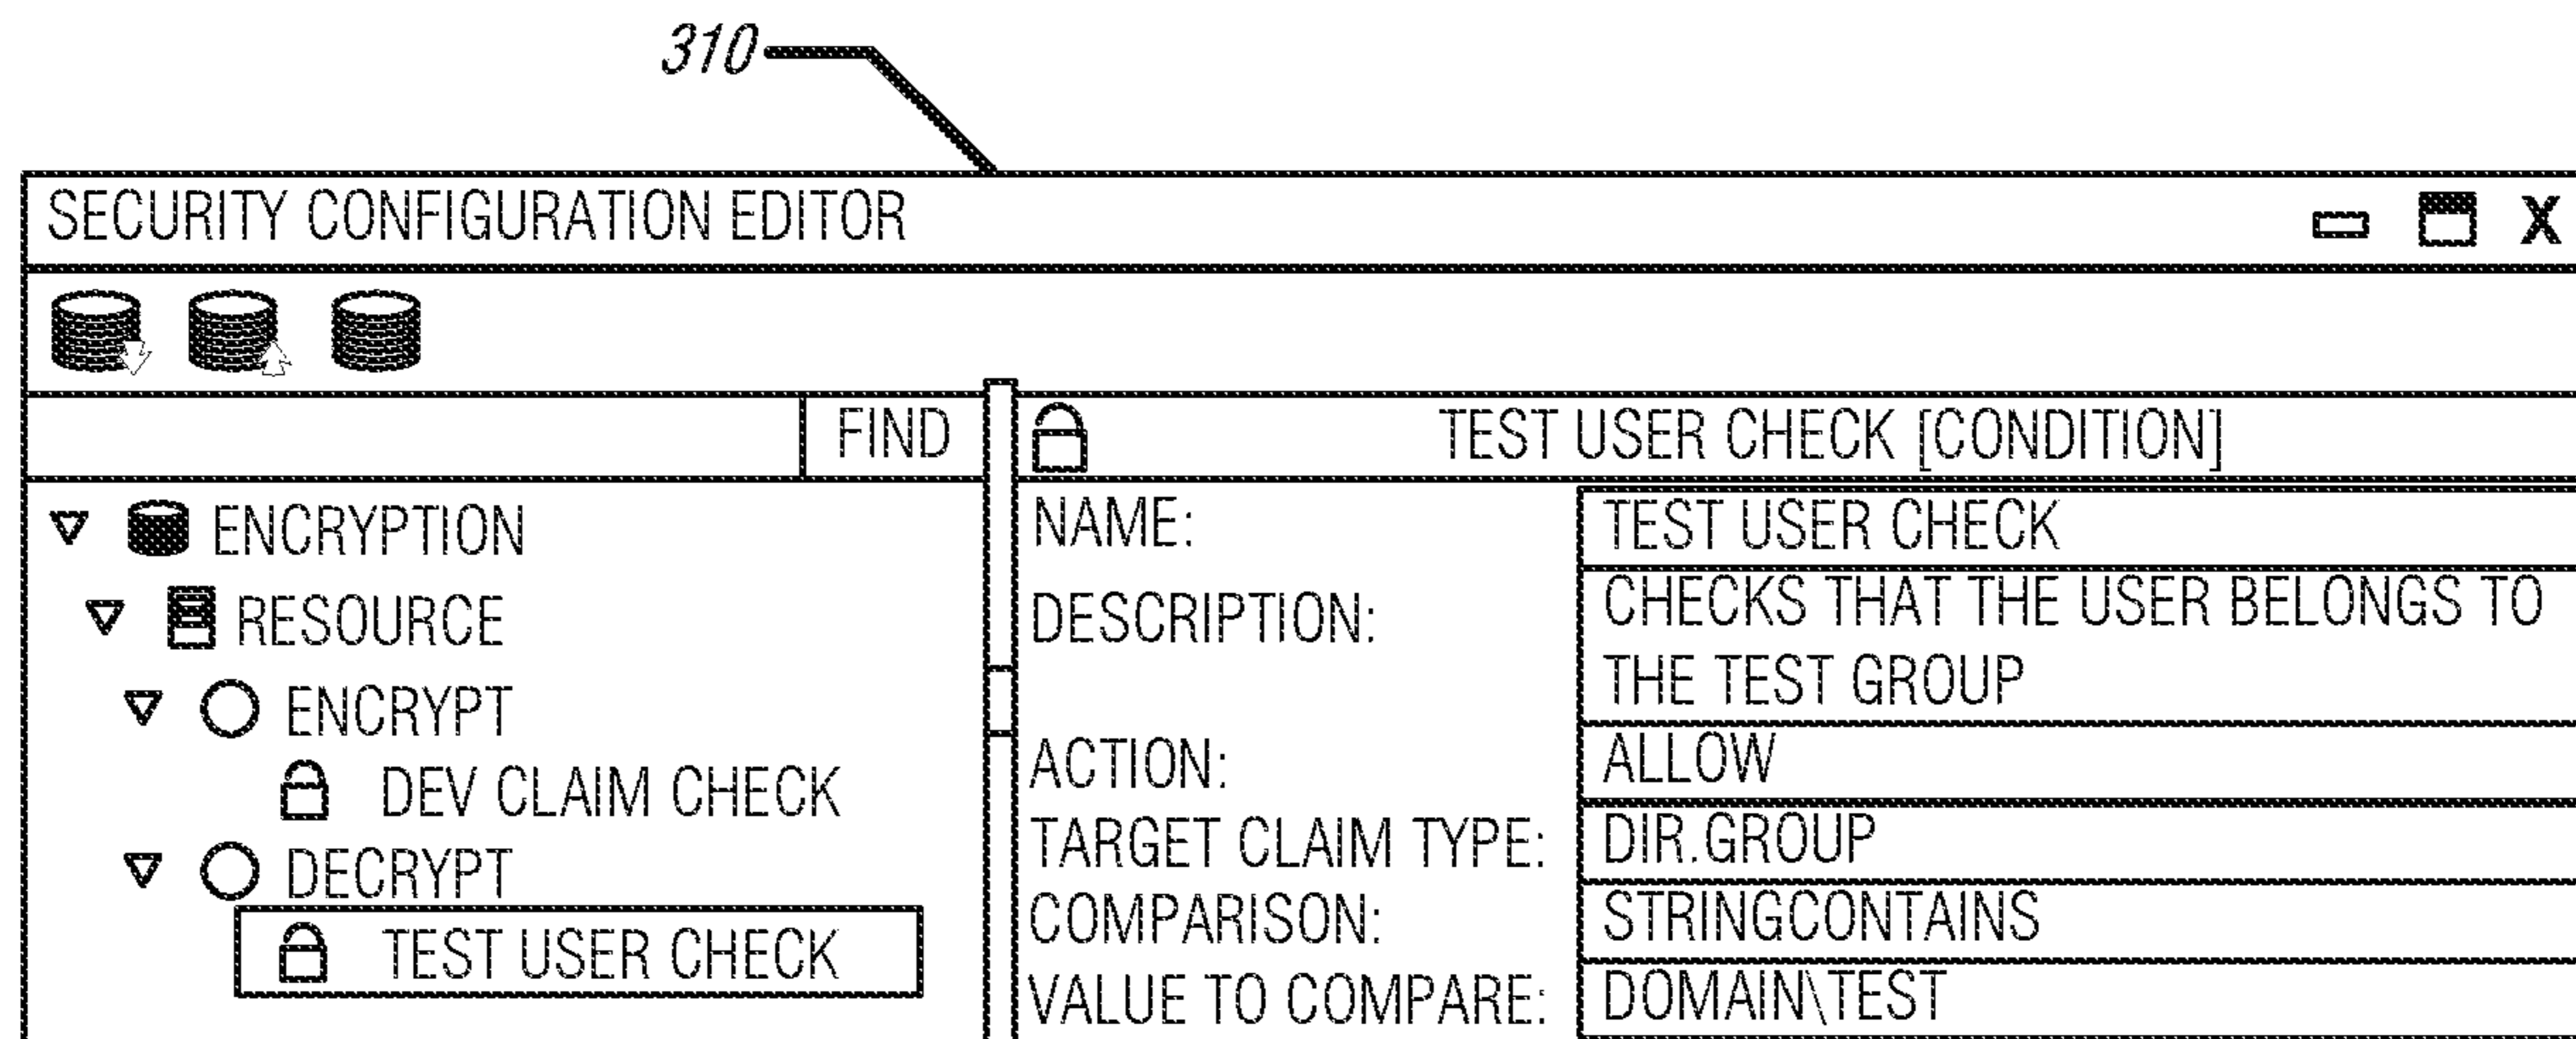 310
SECURITY CONFIGURATION EDITOR
X
FIND
ENCRYPTION
RESOURCE
ENCRYPT
DEV CLAIM CHECK
DECRYPT
TEST USER CHECK
TEST USER CHECK [CONDITION]
NAME: TEST USER CHECK
DESCRIPTION: CHECKS THAT THE USER BELONGS TO
THE TEST GROUP
ACTION: ALLOW
TARGET CLAIM TYPE: DIR.GROUP
COMPARISON: STRINGCONTAINS
VALUE TO COMPARE: DOMAIN\TEST